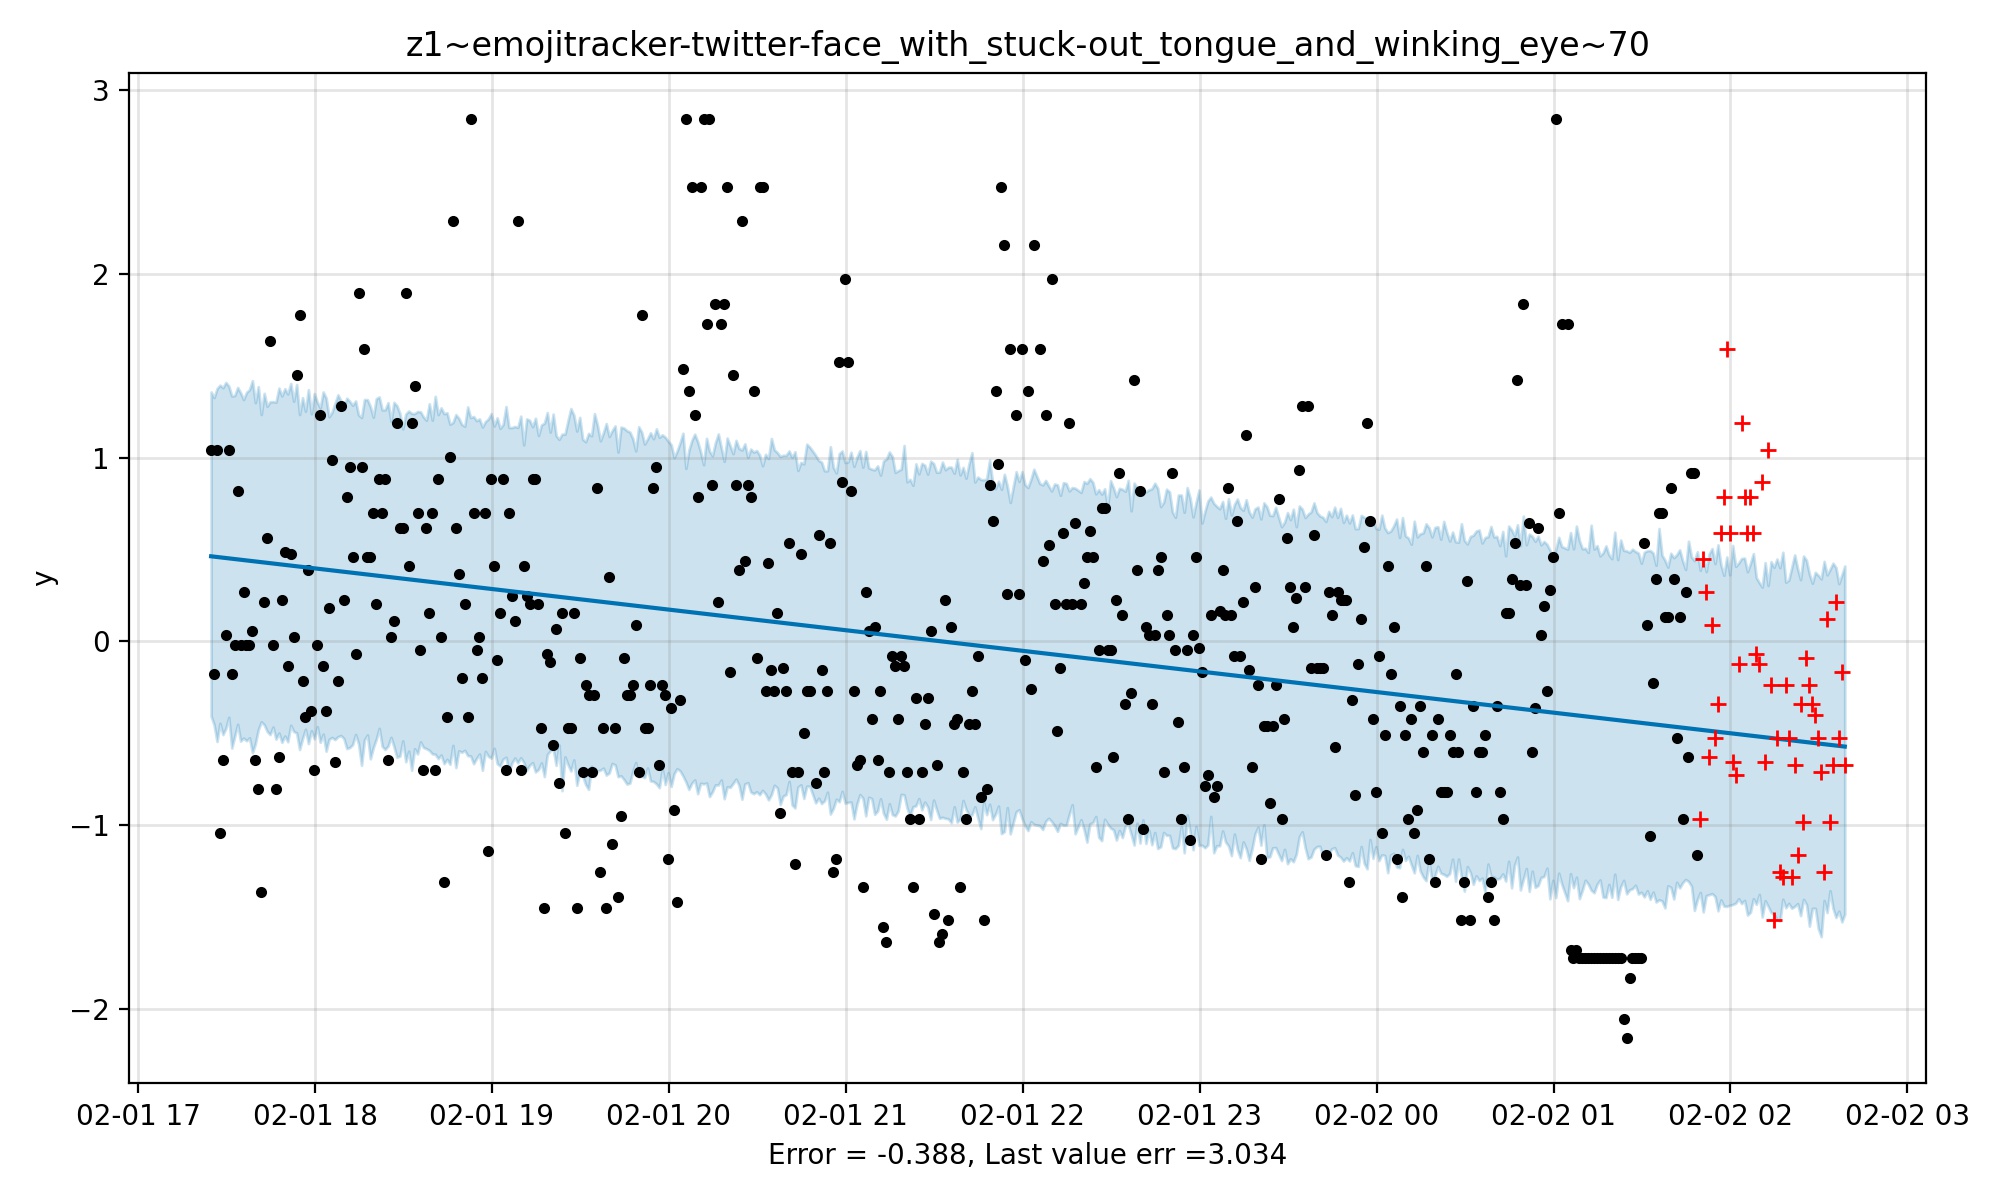 z1~emojitracker-twitter-face_with_stuck-out_tongue_and_winking_eye~70
3
2
1
0
−1
−2
y
02-01 17 02-01 18 02-01 19 02-01 20 02-01 21 02-01 22 02-01 23 02-02 00 02-02 01 02-02 02 02-02 03
Error = -0.388, Last value err =3.034